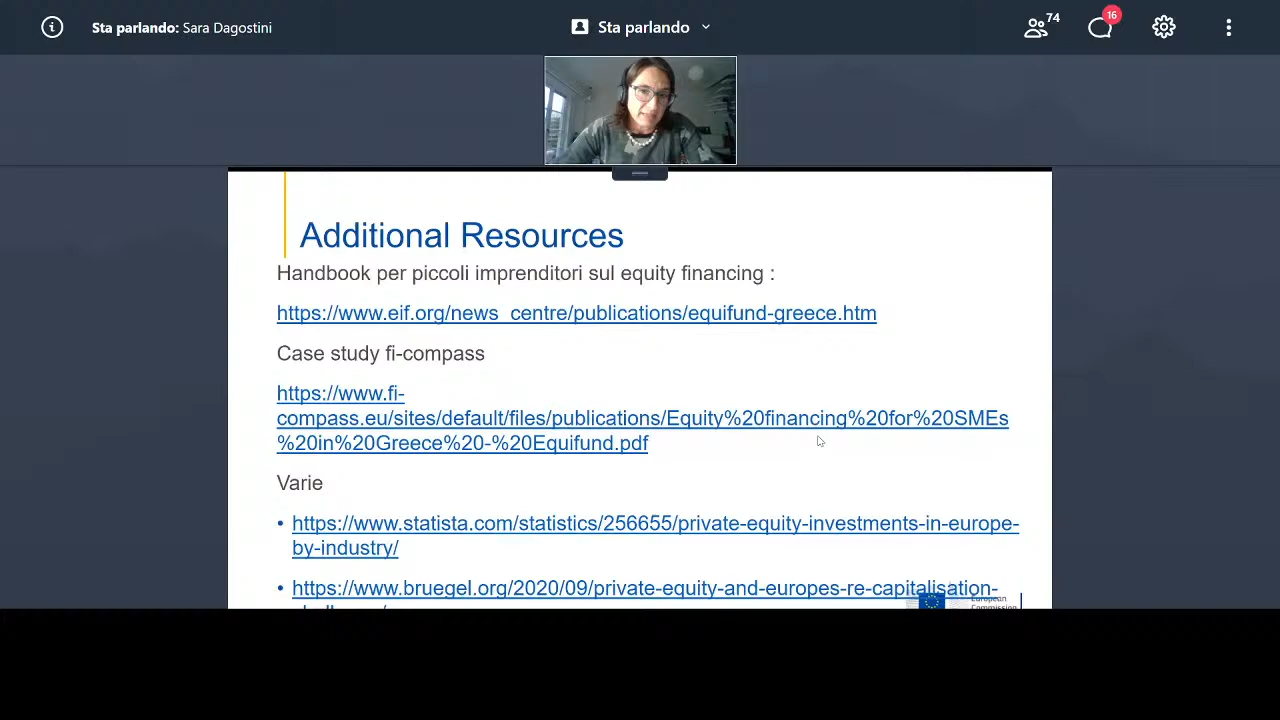 Sta parlando: Sara Dagostini
Sta parlando
74
16
Additional Resources
Handbook per piccoli imprenditori sul equity financing :
https://www.eif.org/news_centre/publications/equifund-greece.htm
Case study fi-compass
https://www.fi-
compass.eu/sites/default/files/publications/Equity%20financing%20for%20SMEs
%20in%20Greece%20-%20Equifund.pdf
Varie
• https://www.statista.com/statistics/256655/private-equity-investments-in-europe-
by-industry/
• https://www.bruegel.org/2020/09/private-equity-and-europes-re-capitalisation-
European
Commission